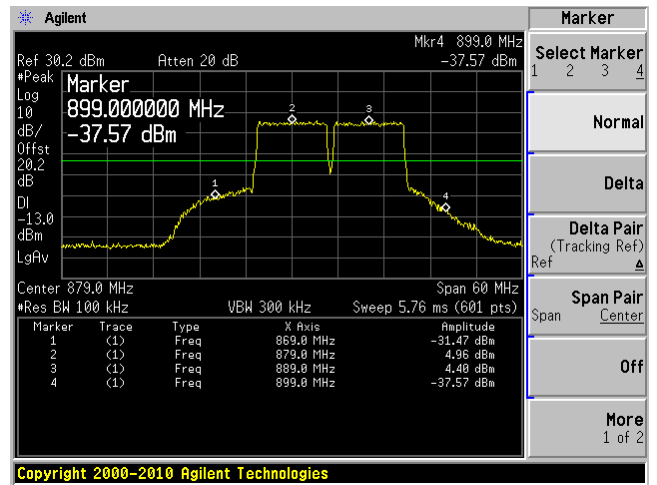 Agilent
Marker
Mkr4 899.0 MHz
Ref 30.2 dBm Atten 20 dB -37.57 dBm
#Peak
Log
10
dB/
Offst
20.2
dB
DI
-13.0
dBm
LgAv
Marker
899.000000 MHz
-37.57 dBm
1
2
3
4
Center 879.0 MHz Span 60 MHz
#Res BW 100 kHz VBW 300 kHz Sweep 5.76 ms (601 pts)
Marker Trace Type X Axis Amplitude
1 (1) Freq 869.0 MHz -31.47 dBm
2 (1) Freq 879.0 MHz 4.96 dBm
3 (1) Freq 889.0 MHz 4.40 dBm
4 (1) Freq 899.0 MHz -37.57 dBm
Select Marker
1 2 3 4
Normal
Delta
Delta Pair
(Tracking Ref)
Ref Δ
Span Pair
Span Center
Off
More
1 of 2
Copyright 2000-2010 Agilent Technologies